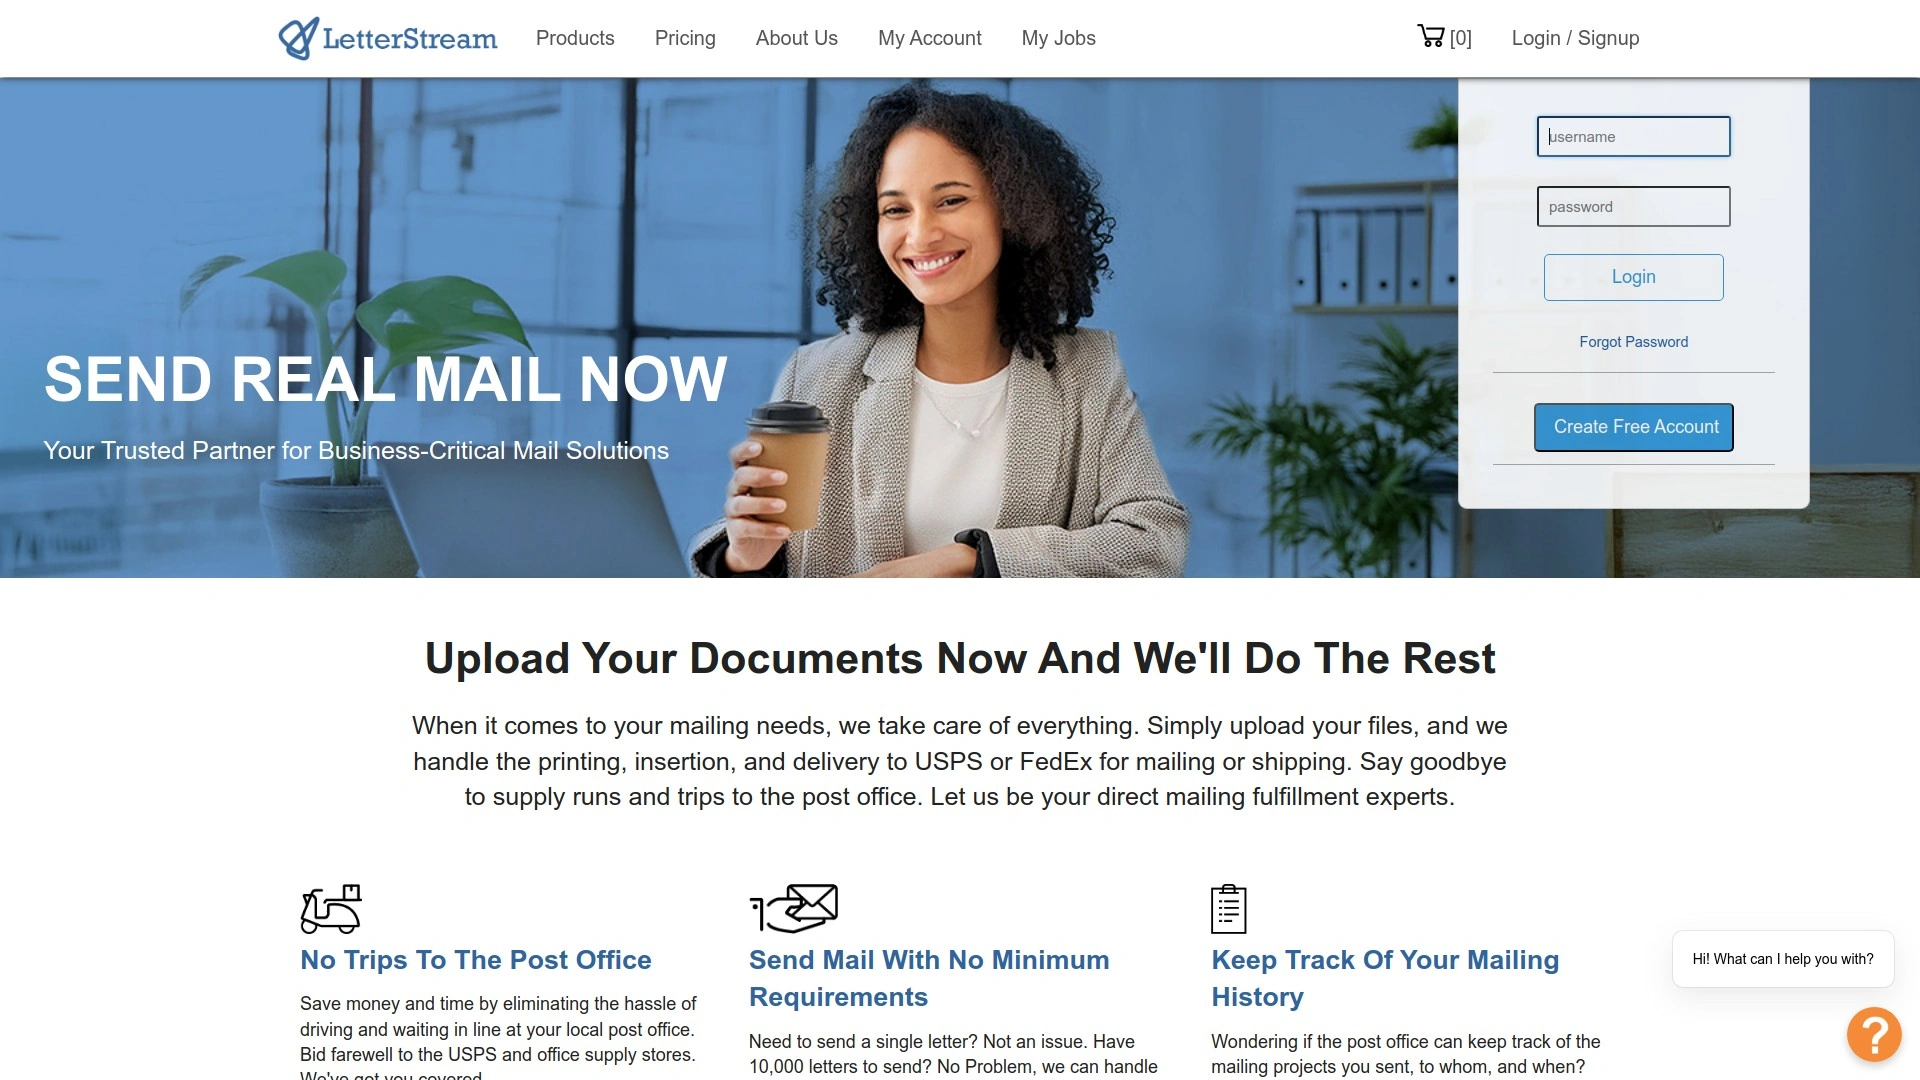 LetterStream
Products
Pricing
About Us
My Account
My Jobs
[0]
Login / Signup
username
password
Login
Forgot Password
Create Free Account
SEND REAL MAIL NOW
Your Trusted Partner for Business-Critical Mail Solutions
Upload Your Documents Now And We'll Do The Rest
When it comes to your mailing needs, we take care of everything. Simply upload your files, and we
handle the printing, insertion, and delivery to USPS or FedEx for mailing or shipping. Say goodbye
to supply runs and trips to the post office. Let us be your direct mailing fulfillment experts.
No Trips To The Post Office
Save money and time by eliminating the hassle of
driving and waiting in line at your local post office.
Bid farewell to the USPS and office supply stores.
We've got you covered
Send Mail With No Minimum
Requirements
Need to send a single letter? Not an issue. Have
10,000 letters to send? No Problem, we can handle
Keep Track Of Your Mailing
History
Wondering if the post office can keep track of the
mailing projects you sent, to whom, and when?
Hi! What can I help you with?
?